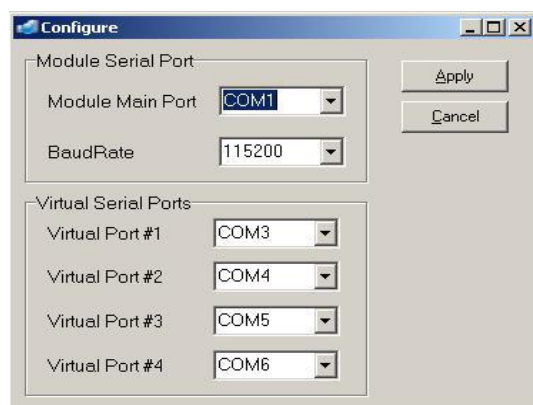 Configure
Module Serial Port
Module Main Port COM1
BaudRate 115200
Apply
Cancel
Virtual Serial Ports
Virtual Port #1 COM3
Virtual Port #2 COM4
Virtual Port #3 COM5
Virtual Port #4 COM6